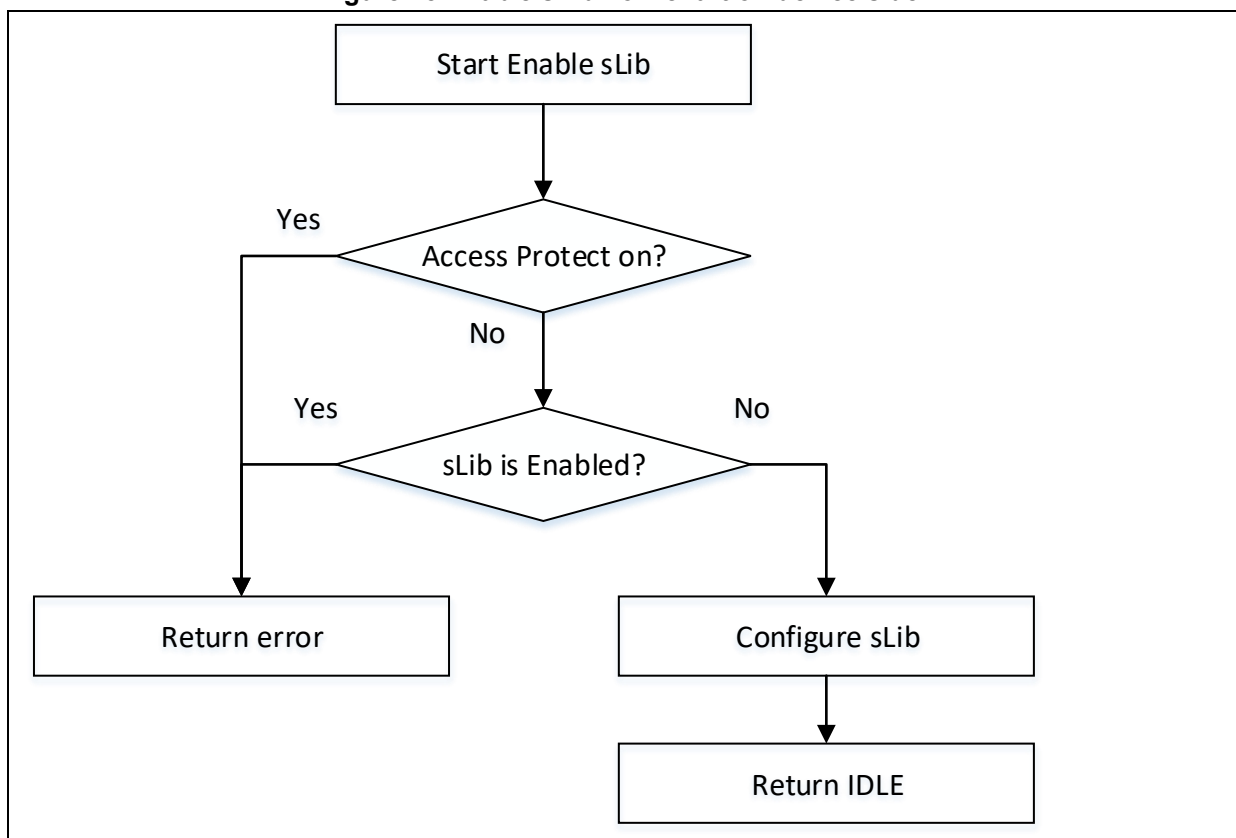 Start Enable sLib
Yes
Access Protect on?
No
Yes
No
sLib is Enabled?
Return error
Configure sLib
Return IDLE